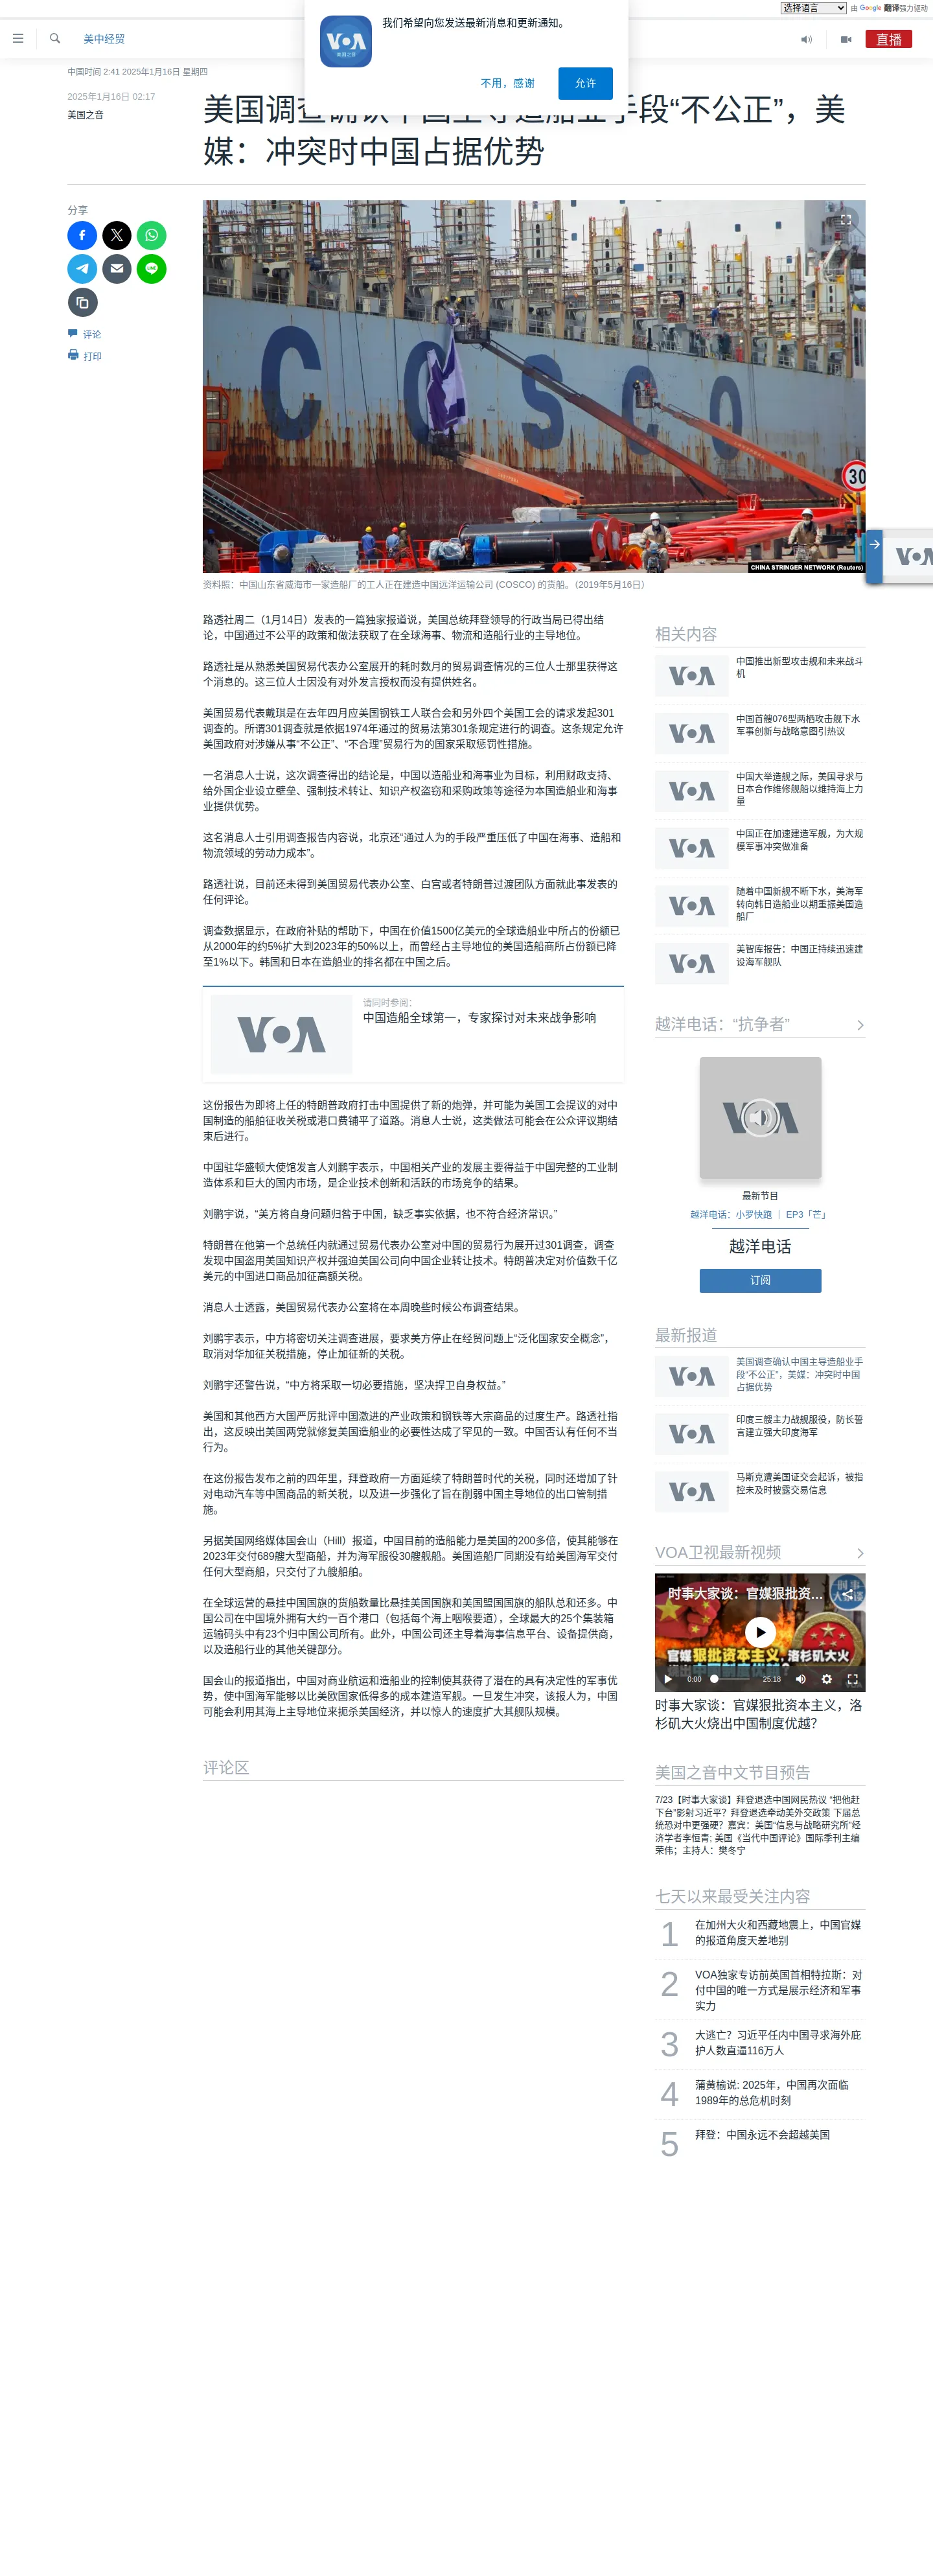 选择语言 由 Google 翻译强力驱动
我们希望向您发送最新消息和更新通知。
VOA
美国之音
不用，感谢
允许
美中经贸
直播
中国时间 2:41 2025年1月16日 星期四
2025年1月16日 02:17
美国之音
美国调查确认中国主导造船业手段“不公正”，美
媒：冲突时中国占据优势
分享
评论
打印
COSCO
30
CHINA STRINGER NETWORK (Reuters)
资料照：中国山东省威海市一家造船厂的工人正在建造中国远洋运输公司 (COSCO) 的货船。（2019年5月16日）
路透社周二（1月14日）发表的一篇独家报道说，美国总统拜登领导的行政当局已得出结
论，中国通过不公平的政策和做法获取了在全球海事、物流和造船行业的主导地位。
路透社是从熟悉美国贸易代表办公室展开的耗时数月的贸易调查情况的三位人士那里获得这
个消息的。这三位人士因没有对外发言授权而没有提供姓名。
美国贸易代表戴琪是在去年四月应美国钢铁工人联合会和另外四个美国工会的请求发起301
调查的。所谓301调查就是依据1974年通过的贸易法第301条规定进行的调查。这条规定允许
美国政府对涉嫌从事“不公正”、“不合理”贸易行为的国家采取惩罚性措施。
一名消息人士说，这次调查得出的结论是，中国以造船业和海事业为目标，利用财政支持、
给外国企业设立壁垒、强制技术转让、知识产权盗窃和采购政策等途径为本国造船业和海事
业提供优势。
这名消息人士引用调查报告内容说，北京还“通过人为的手段严重压低了中国在海事、造船和
物流领域的劳动力成本”。
路透社说，目前还未得到美国贸易代表办公室、白宫或者特朗普过渡团队方面就此事发表的
任何评论。
调查数据显示，在政府补贴的帮助下，中国在价值1500亿美元的全球造船业中所占的份额已
从2000年的约5%扩大到2023年的50%以上，而曾经占主导地位的美国造船商所占份额已降
至1%以下。韩国和日本在造船业的排名都在中国之后。
VOA
请同时参阅：
中国造船全球第一，专家探讨对未来战争影响
这份报告为即将上任的特朗普政府打击中国提供了新的炮弹，并可能为美国工会提议的对中
国制造的船舶征收关税或港口费铺平了道路。消息人士说，这类做法可能会在公众评议期结
束后进行。
中国驻华盛顿大使馆发言人刘鹏宇表示，中国相关产业的发展主要得益于中国完整的工业制
造体系和巨大的国内市场，是企业技术创新和活跃的市场竞争的结果。
刘鹏宇说，“美方将自身问题归咎于中国，缺乏事实依据，也不符合经济常识。”
特朗普在他第一个总统任内就通过贸易代表办公室对中国的贸易行为展开过301调查，调查
发现中国盗用美国知识产权并强迫美国公司向中国企业转让技术。特朗普决定对价值数千亿
美元的中国进口商品加征高额关税。
消息人士透露，美国贸易代表办公室将在本周晚些时候公布调查结果。
刘鹏宇表示，中方将密切关注调查进展，要求美方停止在经贸问题上“泛化国家安全概念”，
取消对华加征关税措施，停止加征新的关税。
刘鹏宇还警告说，“中方将采取一切必要措施，坚决捍卫自身权益。”
美国和其他西方大国严厉批评中国激进的产业政策和钢铁等大宗商品的过度生产。路透社指
出，这反映出美国两党就修复美国造船业的必要性达成了罕见的一致。中国否认有任何不当
行为。
在这份报告发布之前的四年里，拜登政府一方面延续了特朗普时代的关税，同时还增加了针
对电动汽车等中国商品的新关税，以及进一步强化了旨在削弱中国主导地位的出口管制措
施。
另据美国网络媒体国会山（Hill）报道，中国目前的造船能力是美国的200多倍，使其能够在
2023年交付689艘大型商船，并为海军服役30艘舰船。美国造船厂同期没有给美国海军交付
任何大型商船，只交付了九艘船舶。
在全球运营的悬挂中国国旗的货船数量比悬挂美国国旗和美国盟国国旗的船队总和还多。中
国公司在中国境外拥有大约一百个港口（包括每个海上咽喉要道），全球最大的25个集装箱
运输码头中有23个归中国公司所有。此外，中国公司还主导着海事信息平台、设备提供商，
以及造船行业的其他关键部分。
国会山的报道指出，中国对商业航运和造船业的控制使其获得了潜在的具有决定性的军事优
势，使中国海军能够以比美欧国家低得多的成本建造军舰。一旦发生冲突，该报人为，中国
可能会利用其海上主导地位来扼杀美国经济，并以惊人的速度扩大其舰队规模。
评论区
相关内容
VOA
中国推出新型攻击舰和未来战斗
机
VOA
中国首艘076型两栖攻击舰下水
军事创新与战略意图引热议
VOA
中国大举造舰之际，美国寻求与
日本合作维修舰船以维持海上力
量
VOA
中国正在加速建造军舰，为大规
模军事冲突做准备
VOA
随着中国新舰不断下水，美海军
转向韩日造船业以期重振美国造
船厂
VOA
美智库报告：中国正持续迅速建
设海军舰队
越洋电话：“抗争者”
VOA
最新节目
越洋电话：小罗快跑 ｜ EP3「芒」
越洋电话
订阅
最新报道
VOA
美国调查确认中国主导造船业手
段“不公正”，美媒：冲突时中国
占据优势
VOA
印度三艘主力战舰服役，防长誓
言建立强大印度海军
VOA
马斯克遭美国证交会起诉，被指
控未及时披露交易信息
VOA卫视最新视频
时事大家谈：官媒狠批资...
官媒狠批资本主义，洛杉矶大火
0:00
25:18
时事大家谈：官媒狠批资本主义，洛
杉矶大火烧出中国制度优越？
美国之音中文节目预告
7/23【时事大家谈】拜登退选中国网民热议 “把他赶
下台”影射习近平？拜登退选牵动美外交政策 下届总
统恐对中更强硬？嘉宾：美国“信息与战略研究所”经
济学者李恒青; 美国《当代中国评论》国际季刊主编
荣伟；主持人：樊冬宁
七天以来最受关注内容
1
在加州大火和西藏地震上，中国官媒
的报道角度天差地别
2
VOA独家专访前英国首相特拉斯：对
付中国的唯一方式是展示经济和军事
实力
3
大逃亡？习近平任内中国寻求海外庇
护人数直逼116万人
4
蒲黄榆说: 2025年，中国再次面临
1989年的总危机时刻
5
拜登：中国永远不会超越美国